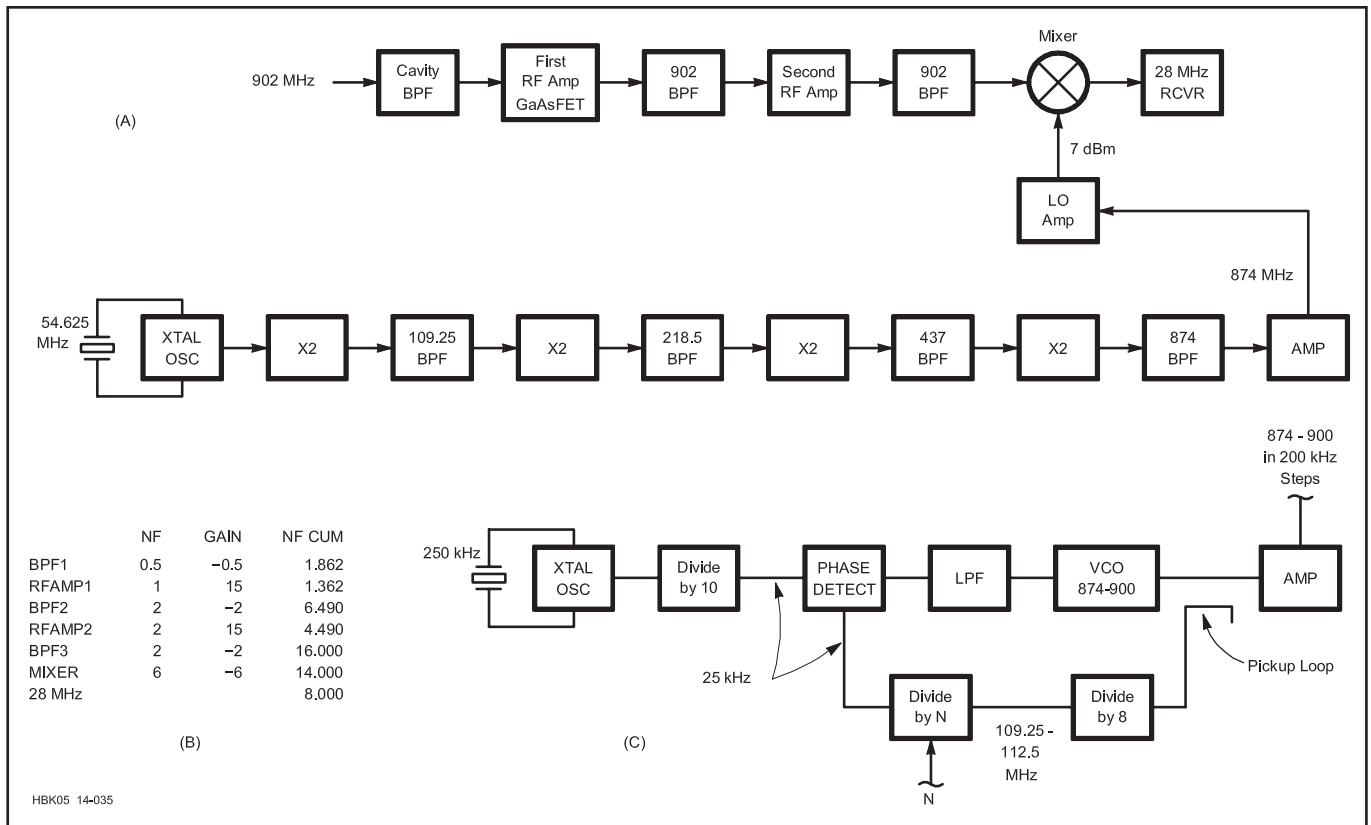 902 MHz
Cavity
BPF
First
RF Amp
GaAsFET
902
BPF
Second
RF Amp
902
BPF
Mixer
28 MHz
RCVR
(A)
7 dBm
LO
Amp
874 MHz
54.625
MHz
XTAL
OSC
X2
109.25
BPF
X2
218.5
BPF
X2
437
BPF
X2
874
BPF
AMP
NF GAIN NF CUM
BPF1 0.5 −0.5 1.862
RFAMP1 1 15 1.362
BPF2 2 −2 6.490
RFAMP2 2 15 4.490
BPF3 2 −2 16.000
MIXER 6 −6 14.000
28 MHz 8.000
(B)
874 - 900
in 200 kHz
Steps
250 kHz
XTAL
OSC
Divide
by 10
PHASE
DETECT
LPF
VCO
874-900
AMP
25 kHz
Pickup Loop
Divide
by N
Divide
by 8
109.25 -
112.5
MHz
N
(C)
HBK05 14-035